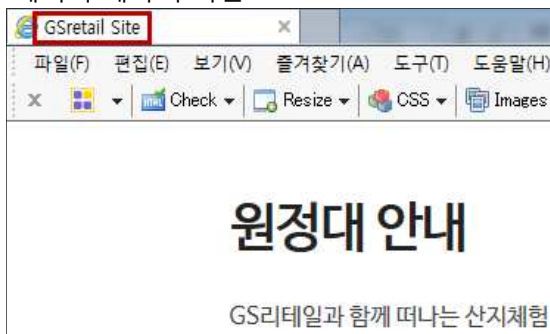 GSretail Site
파일(F) 편집(E) 보기(V) 즐겨찾기(A) 도구(T) 도움말(H)
Check Resize CSS Images
원정대 안내
GS리테일과 함께 떠나는 산지체험